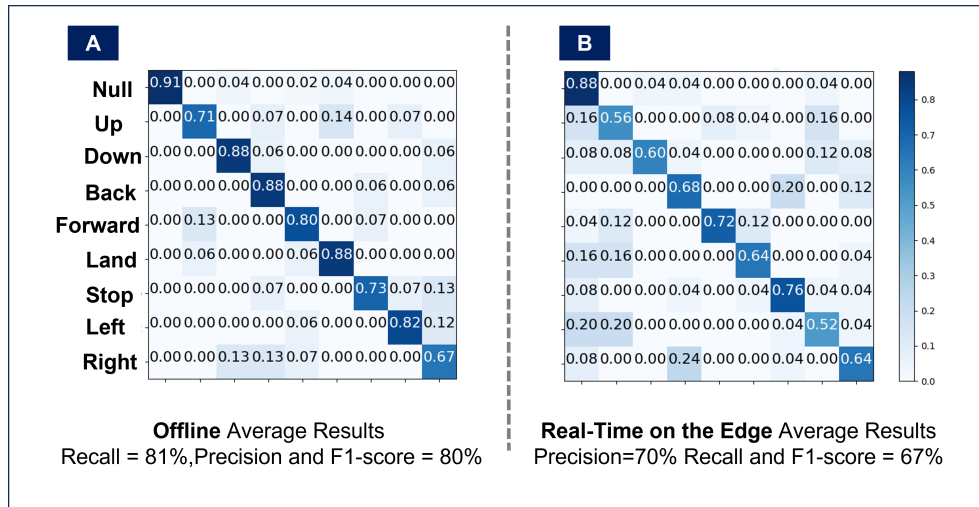 A
B
Null 0.91 0.00 0.04 0.00 0.02 0.04 0.00 0.00 0.00 0.88 0.00 0.04 0.04 0.00 0.04 0.00 0.00 0.00
Up 0.00 0.71 0.00 0.07 0.00 0.14 0.00 0.07 0.00 0.16 0.56 0.00 0.00 0.08 0.04 0.00 0.16 0.00 0.8
Down 0.00 0.00 0.88 0.06 0.00 0.00 0.00 0.00 0.06 0.08 0.08 0.60 0.04 0.00 0.00 0.00 0.12 0.08 0.7
Back 0.00 0.00 0.00 0.88 0.00 0.00 0.06 0.00 0.06 0.00 0.00 0.00 0.68 0.00 0.00 0.20 0.00 0.12 0.6
0.5
Forward 0.00 0.13 0.00 0.00 0.80 0.00 0.07 0.00 0.00 0.04 0.12 0.00 0.00 0.72 0.12 0.00 0.00 0.00 0.4
Land 0.00 0.06 0.00 0.00 0.06 0.88 0.00 0.00 0.00 0.16 0.16 0.00 0.00 0.00 0.64 0.00 0.00 0.04 0.3
Stop 0.00 0.00 0.00 0.07 0.00 0.00 0.73 0.07 0.13 0.08 0.00 0.00 0.04 0.00 0.04 0.76 0.04 0.04 0.2
Left 0.00 0.00 0.00 0.00 0.06 0.00 0.00 0.82 0.12 0.20 0.20 0.00 0.00 0.00 0.00 0.04 0.52 0.04 0.1
Right 0.00 0.00 0.13 0.13 0.07 0.00 0.00 0.00 0.67 0.08 0.00 0.00 0.24 0.00 0.00 0.04 0.00 0.64 0.0
Offline Average Results
Recall = 81%,Precision and F1-score = 80%
Real-Time on the Edge Average Results
Precision=70% Recall and F1-score = 67%